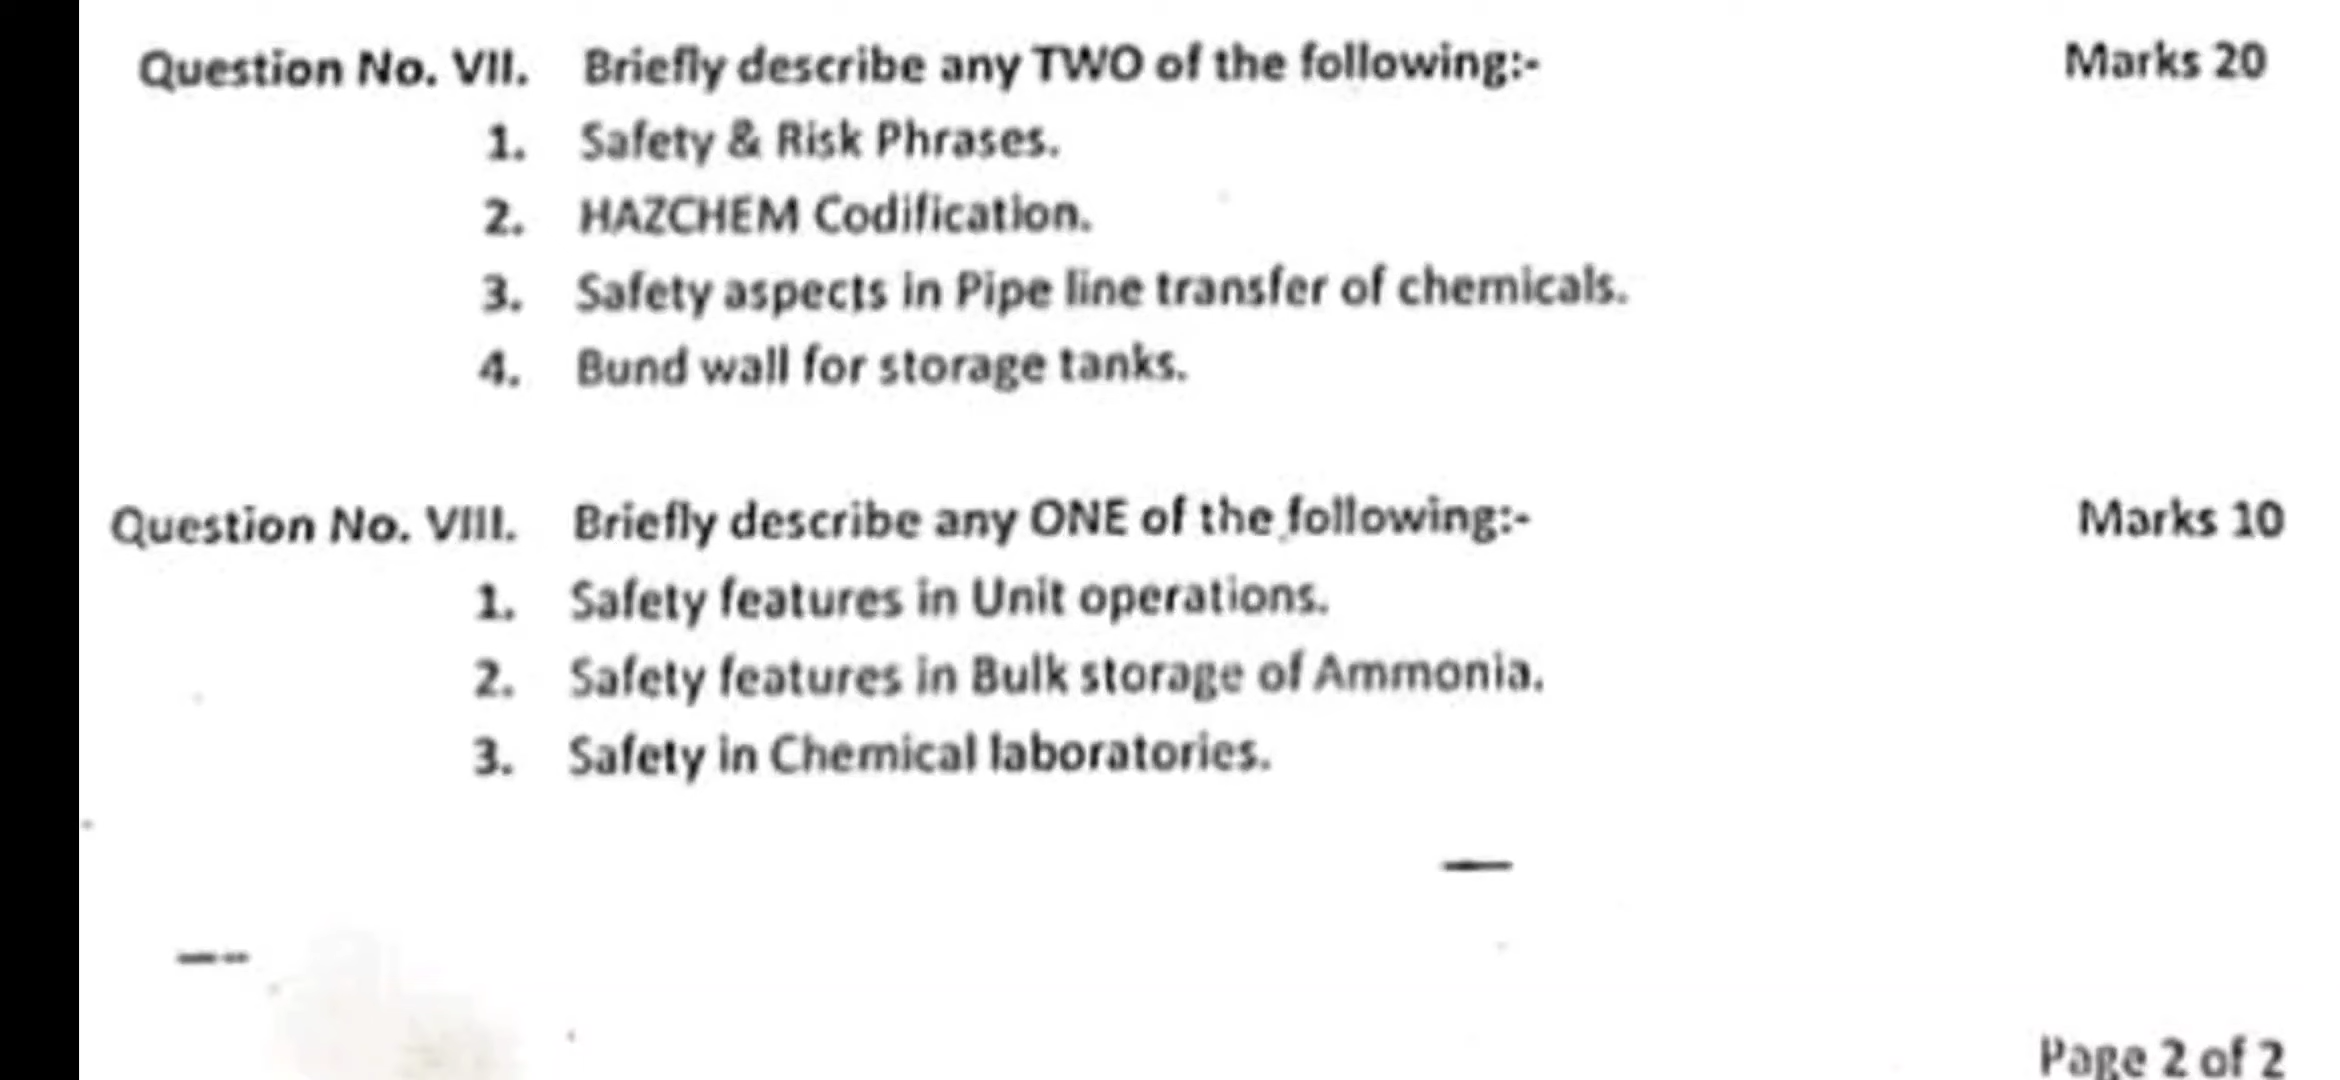 Question No. VII. Briefly describe any TWO of the following:- Marks 20
1. Safety & Risk Phrases.
2. HAZCHEM Codification.
3. Safety aspects in Pipe line transfer of chemicals.
4. Bund wall for storage tanks.
Question No. VIII. Briefly describe any ONE of the following:- Marks 10
1. Safety features in Unit operations.
2. Safety features in Bulk storage of Ammonia.
3. Safety in Chemical laboratories.
Page 2 of 2